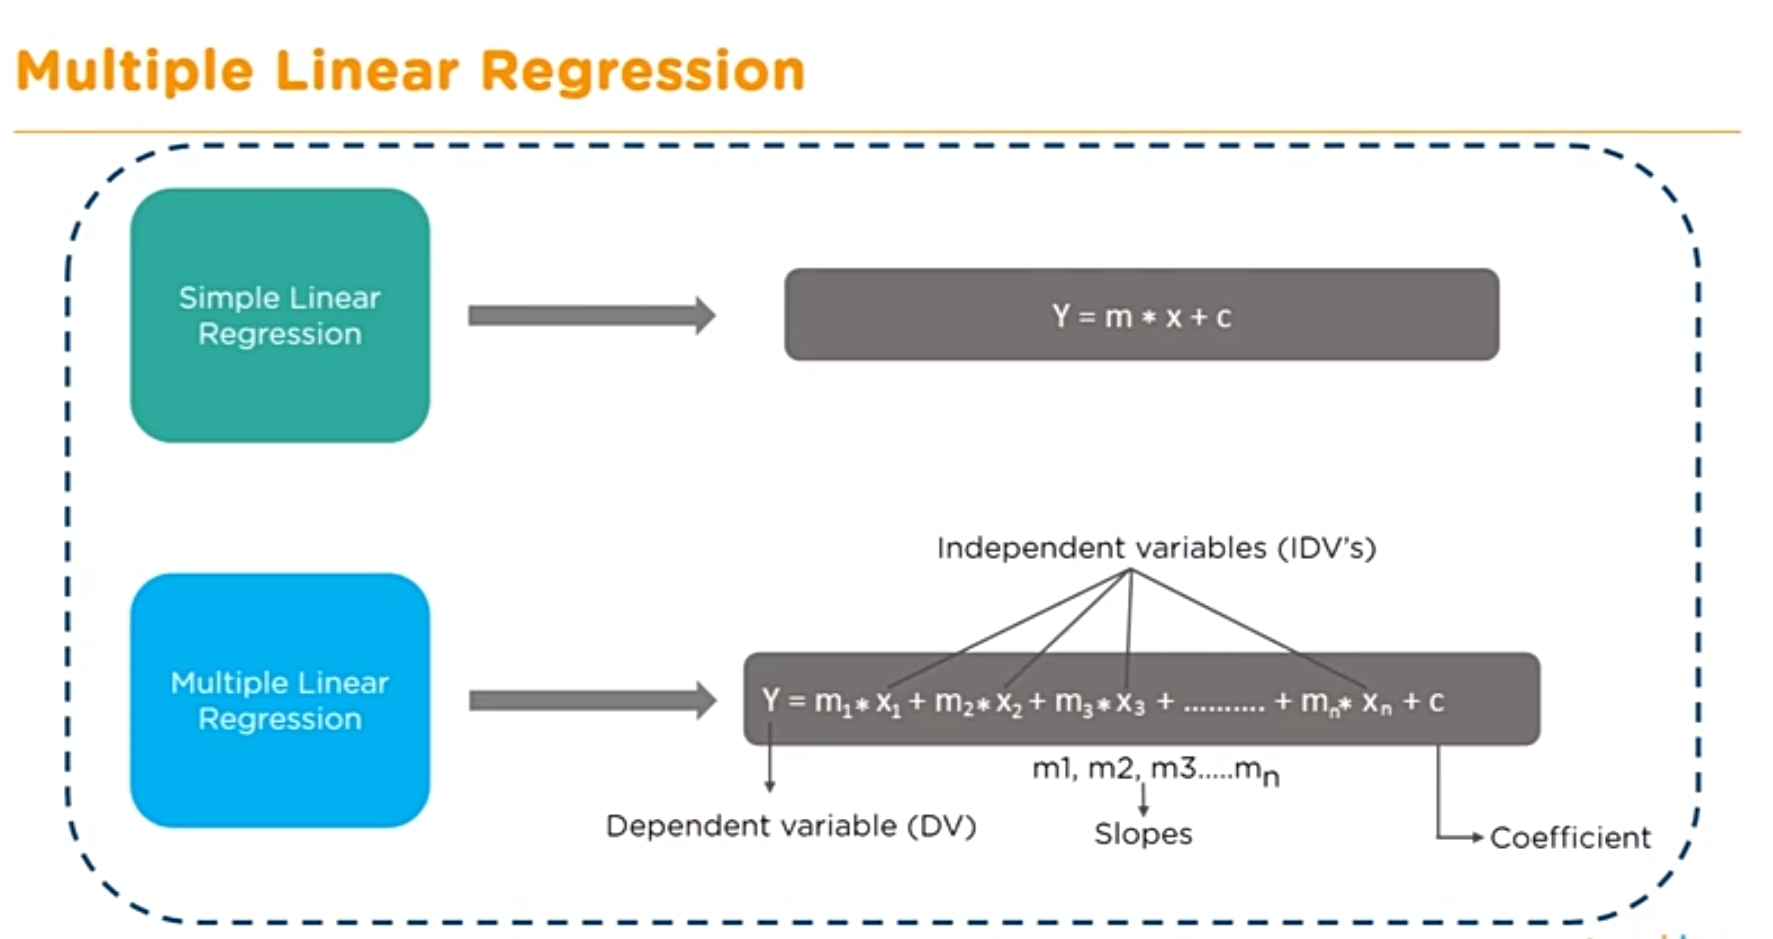 Multiple Linear Regression
Simple Linear
Regression
Y = m * x + c
Independent variables (IDV's)
Multiple Linear
Regression
Y = m₁* x₁ + m₂* x₂ + m₃* x₃ + .......... + mₙ* xₙ + c
m1, m2, m3.....mₙ
Dependent variable (DV)
Slopes
Coefficient